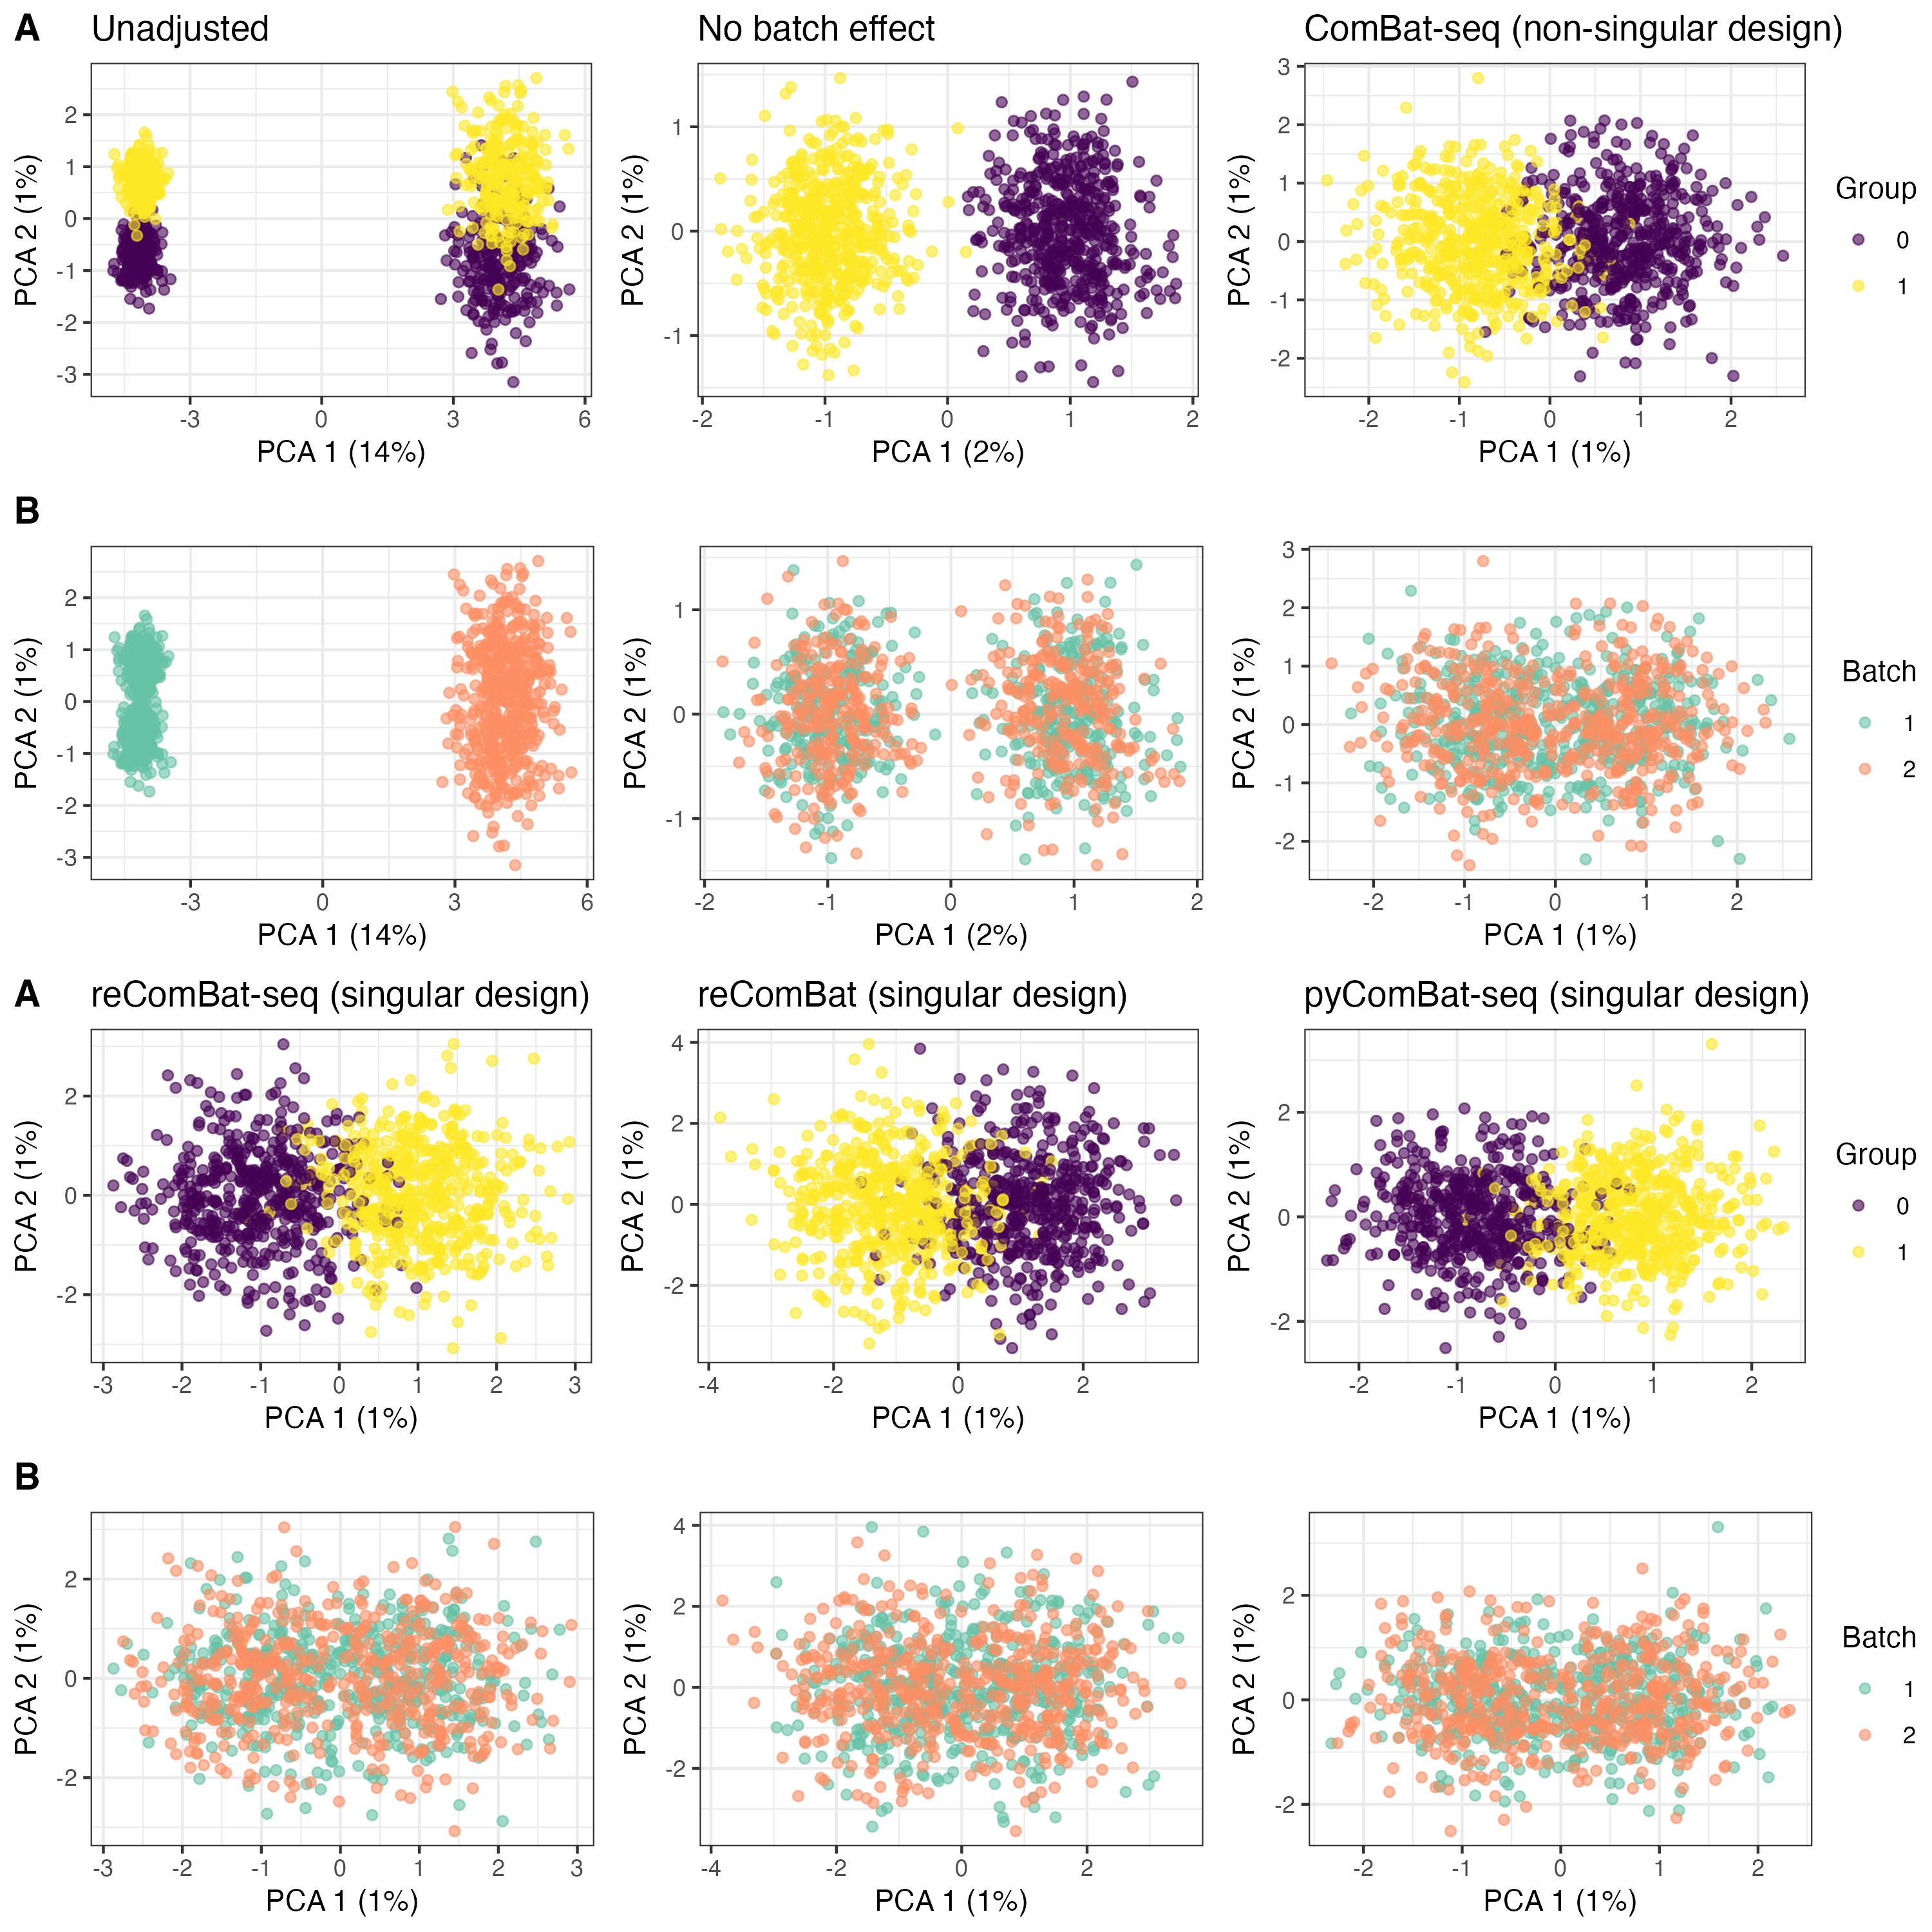 A Unadjusted No batch effect ComBat-seq (non-singular design)
PCA 2 (1%) 2 1 0 -1 -2 -3
-3 0 3 6
PCA 1 (14%)
PCA 2 (1%) 1 0 -1
-2 -1 0 1 2
PCA 1 (2%)
PCA 2 (1%) 3 2 1 0 -1 -2
-2 -1 0 1 2
PCA 1 (1%)
Group
0
1
B
PCA 2 (1%) 2 1 0 -1 -2 -3
-3 0 3 6
PCA 1 (14%)
PCA 2 (1%) 1 0 -1
-2 -1 0 1 2
PCA 1 (2%)
PCA 2 (1%) 3 2 1 0 -1 -2
-2 -1 0 1 2
PCA 1 (1%)
Batch
1
2
A reComBat-seq (singular design) reComBat (singular design) pyComBat-seq (singular design)
PCA 2 (1%) 2 0 -2
-3 -2 -1 0 1 2 3
PCA 1 (1%)
PCA 2 (1%) 4 2 0 -2
-4 -2 0 2
PCA 1 (1%)
PCA 2 (1%) 2 0 -2
-2 -1 0 1 2
PCA 1 (1%)
Group
0
1
B
PCA 2 (1%) 2 0 -2
-3 -2 -1 0 1 2 3
PCA 1 (1%)
PCA 2 (1%) 4 2 0 -2
-4 -2 0 2
PCA 1 (1%)
PCA 2 (1%) 2 0 -2
-2 -1 0 1 2
PCA 1 (1%)
Batch
1
2